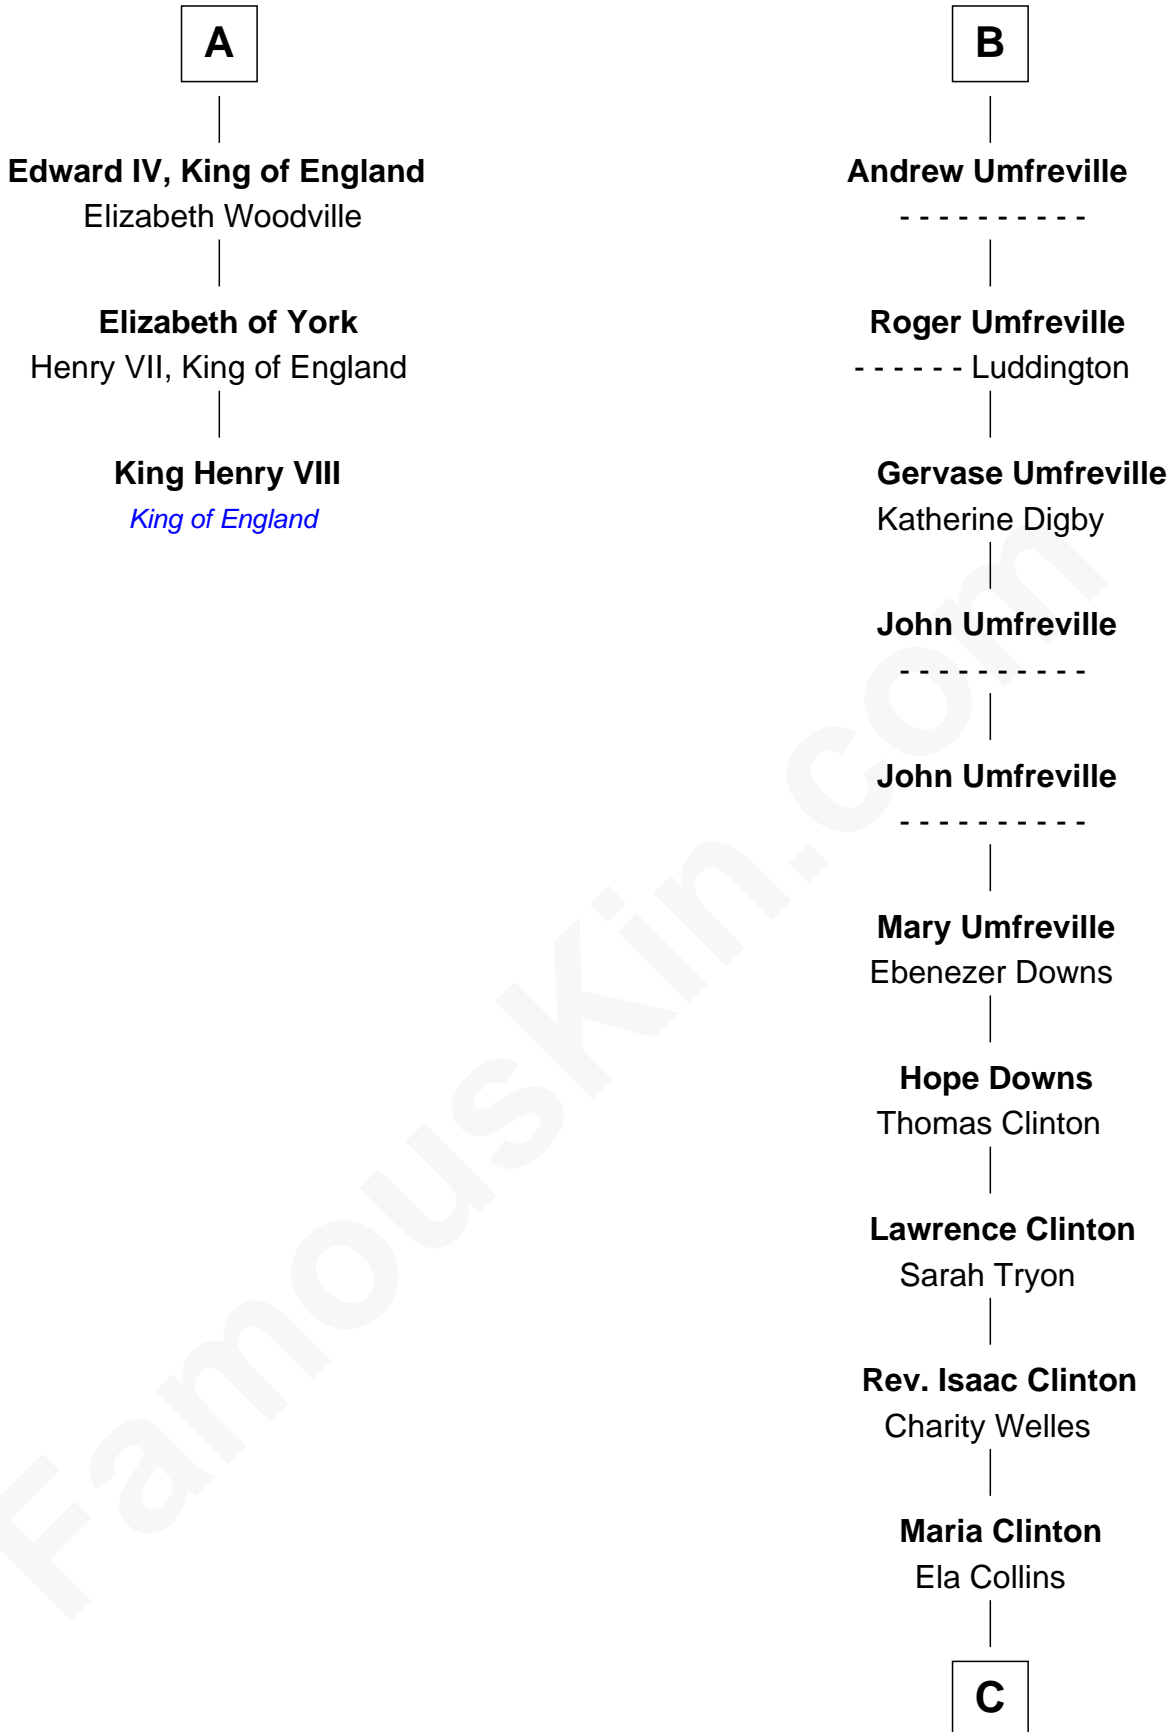 A
Edward IV, King of England
Elizabeth Woodville
Elizabeth of York
Henry VII, King of England
King Henry VIII
King of England
B
Andrew Umfreville
- - - - - - - - - -
Roger Umfreville
- - - - - - Luddington
Gervase Umfreville
Katherine Digby
John Umfreville
- - - - - - - - - -
John Umfreville
- - - - - - - - - -
Mary Umfreville
Ebenezer Downs
Hope Downs
Thomas Clinton
Lawrence Clinton
Sarah Tryon
Rev. Isaac Clinton
Charity Welles
Maria Clinton
Ela Collins
C
FamousKin.com